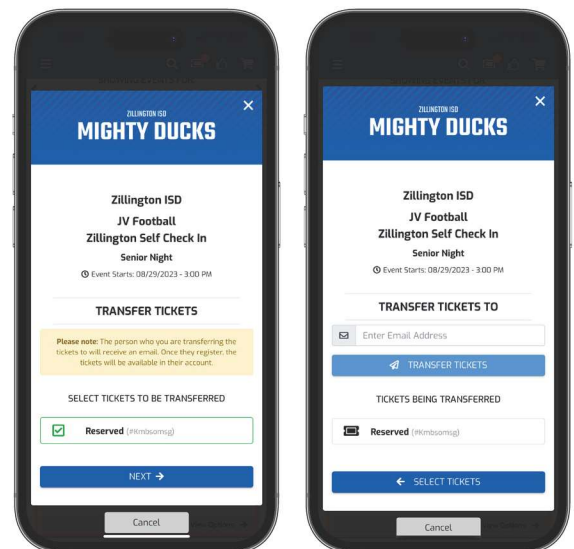 ZILLINGTON ISD
MIGHTY DUCKS
Zillington ISD
JV Football
Zillington Self Check In
Senior Night
Event Starts: 08/29/2023 - 3:00 PM
TRANSFER TICKETS
Please note: The person who you are transferring the
tickets to will receive an email. Once they register, the
tickets will be available in their account.
SELECT TICKETS TO BE TRANSFERRED
Reserved (#Kmbsomsg)
NEXT
Cancel
ZILLINGTON ISD
MIGHTY DUCKS
Zillington ISD
JV Football
Zillington Self Check In
Senior Night
Event Starts: 08/29/2023 - 3:00 PM
TRANSFER TICKETS TO
Enter Email Address
TRANSFER TICKETS
TICKETS BEING TRANSFERRED
Reserved (#Kmbsomsg)
SELECT TICKETS
Cancel